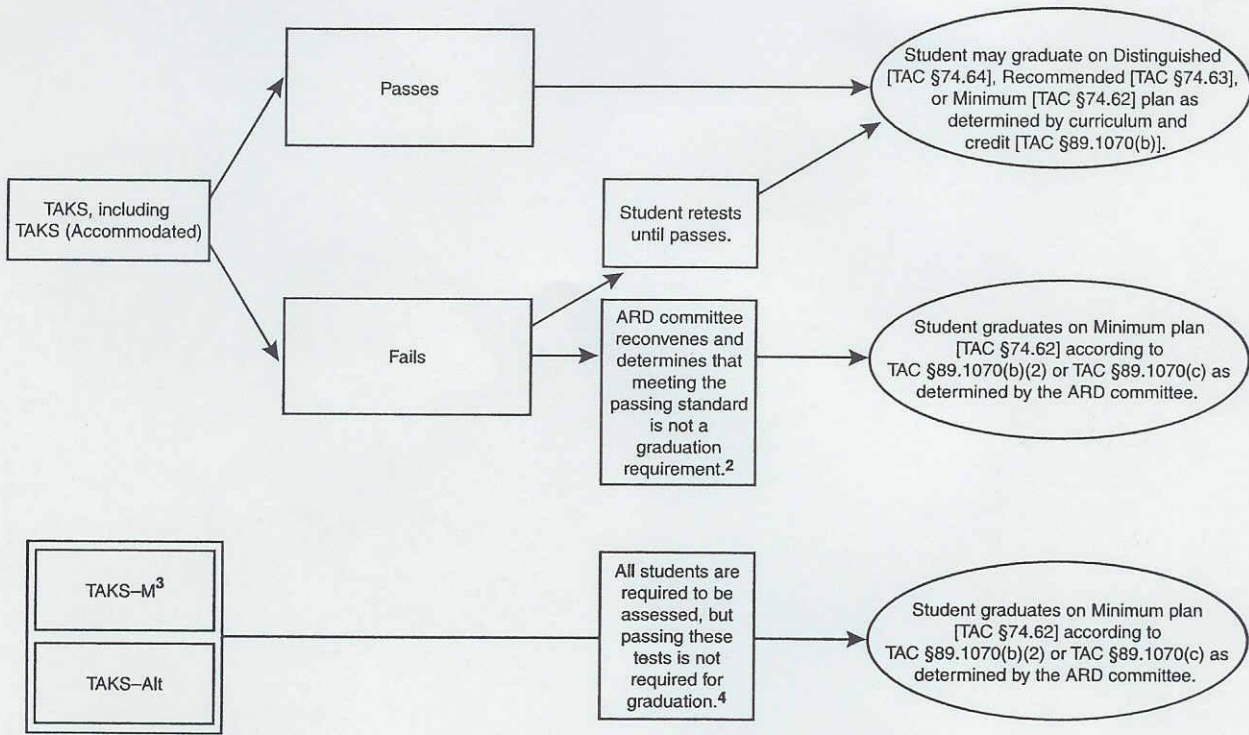 Passes
Student may graduate on Distinguished
[TAC §74.64], Recommended [TAC §74.63],
or Minimum [TAC §74.62] plan as
determined by curriculum and
credit [TAC §89.1070(b)].
TAKS, including
TAKS (Accommodated)
Student retests
until passes.
Fails
ARD committee
reconvenes and
determines that
meeting the
passing standard
is not a
graduation
requirement.2
Student graduates on Minimum plan
[TAC §74.62] according to
TAC §89.1070(b)(2) or TAC §89.1070(c) as
determined by the ARD committee.
TAKS–M3
TAKS–Alt
All students are
required to be
assessed, but
passing these
tests is not
required for
graduation.4
Student graduates on Minimum plan
[TAC §74.62] according to
TAC §89.1070(b)(2) or TAC §89.1070(c) as
determined by the ARD committee.